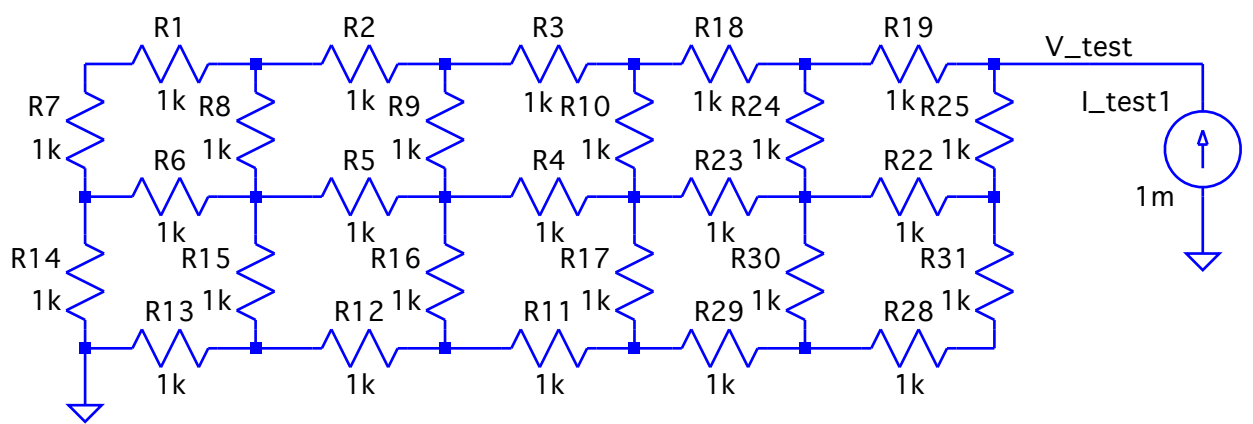 R1 R2 R3 R18 R19 V_test
1k 1k 1k 1k 1k
R7 R8 R9 R10 R24 R25 I_test1
1k 1k 1k 1k 1k 1k
R6 R5 R4 R23 R22 1m
1k 1k 1k 1k 1k
R14 R15 R16 R17 R30 R31
1k 1k 1k 1k 1k 1k
R13 R12 R11 R29 R28
1k 1k 1k 1k 1k